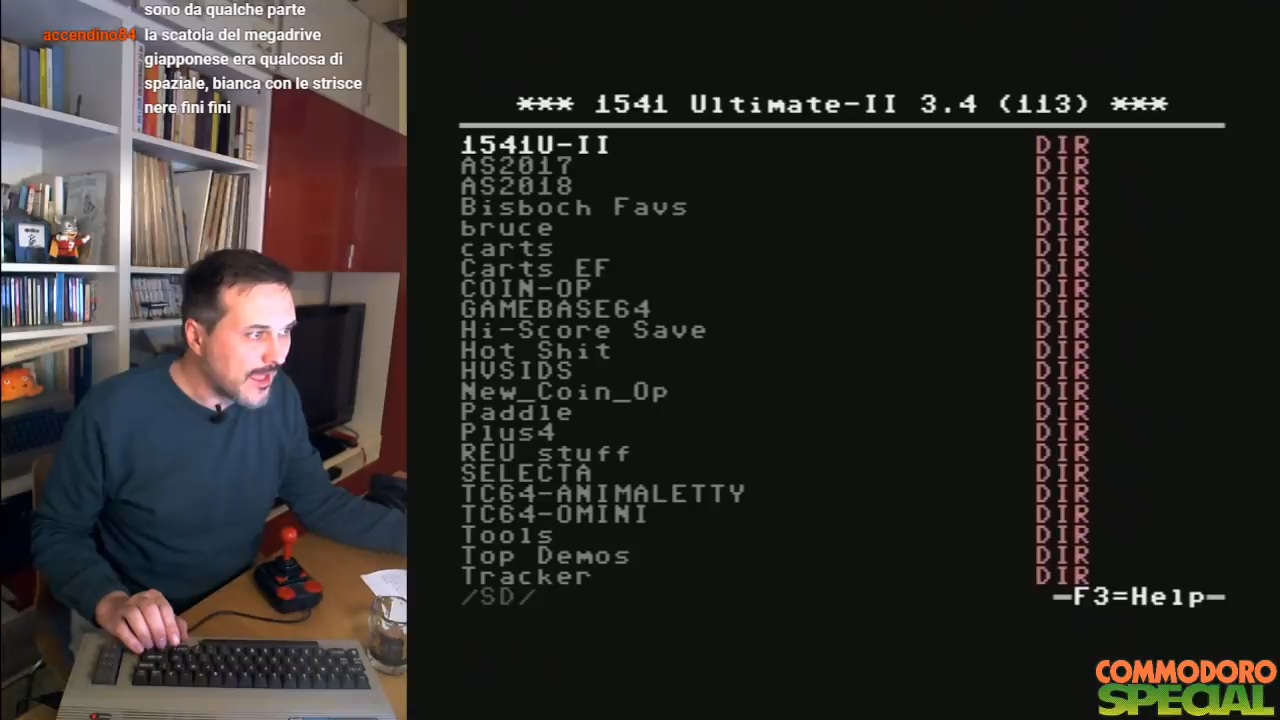 sono da qualche parte
accendino84 la scatola del megadrive
giapponese era qualcosa di
spaziale, bianca con le strisce
nere fini fini
*** 1541 Ultimate-II 3.4 (113) ***
1541U-II DIR
AS2017 DIR
AS2018 DIR
Bisboch Favs DIR
bruce DIR
carts DIR
Carts EF DIR
COIN-OP DIR
GAMEBASE64 DIR
Hi-Score Save DIR
Hot Shit DIR
HVSIDS DIR
New_Coin_Op DIR
Paddle DIR
Plus4 DIR
REU stuff DIR
SELECTA DIR
TC64-ANIMALETTY DIR
TC64-OMINI DIR
Tools DIR
Top Demos DIR
Tracker DIR
/SD/ —F3=Help—
COMMODORO
SPECIAL